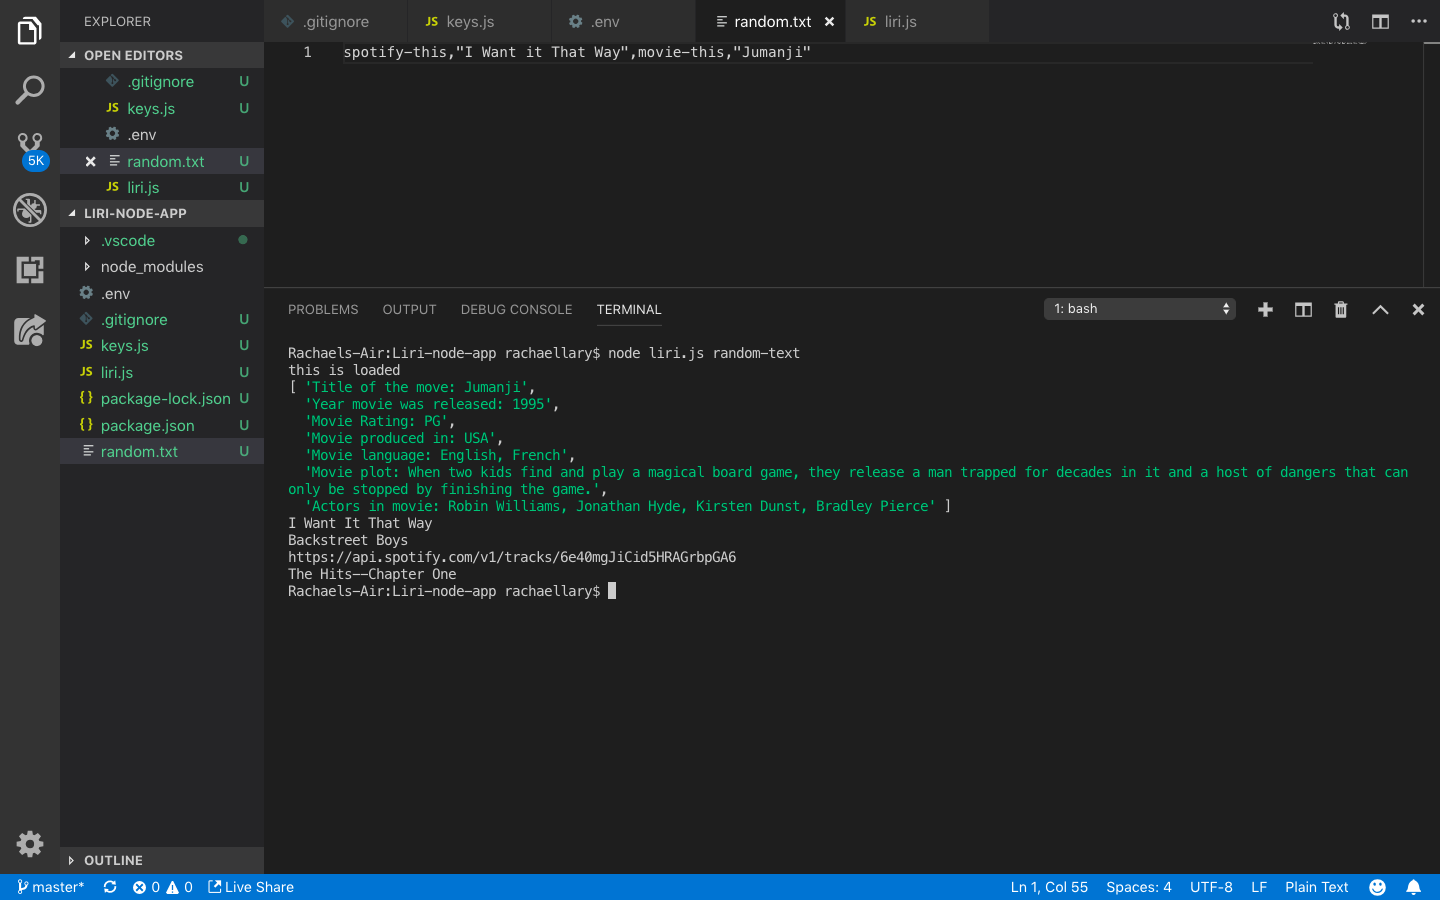 EXPLORER
OPEN EDITORS
.gitignore U
JS keys.js U
.env
random.txt U
JS liri.js U
LIRI-NODE-APP
.vscode
node_modules
.env
.gitignore U
JS keys.js U
JS liri.js U
{} package-lock.json U
{} package.json U
random.txt U
OUTLINE
5K
.gitignore JS keys.js .env random.txt JS liri.js
1 spotify-this,"I Want it That Way",movie-this,"Jumanji"
PROBLEMS OUTPUT DEBUG CONSOLE TERMINAL 1: bash
Rachaels-Air:Liri-node-app rachaellary$ node liri.js random-text
this is loaded
[ 'Title of the move: Jumanji',
'Year movie was released: 1995',
'Movie Rating: PG',
'Movie produced in: USA',
'Movie language: English, French',
'Movie plot: When two kids find and play a magical board game, they release a man trapped for decades in it and a host of dangers that can
only be stopped by finishing the game.',
'Actors in movie: Robin Williams, Jonathan Hyde, Kirsten Dunst, Bradley Pierce' ]
I Want It That Way
Backstreet Boys
https://api.spotify.com/v1/tracks/6e40mgJiCid5HRAGrbpGA6
The Hits--Chapter One
Rachaels-Air:Liri-node-app rachaellary$
master* 0 0 Live Share Ln 1, Col 55 Spaces: 4 UTF-8 LF Plain Text